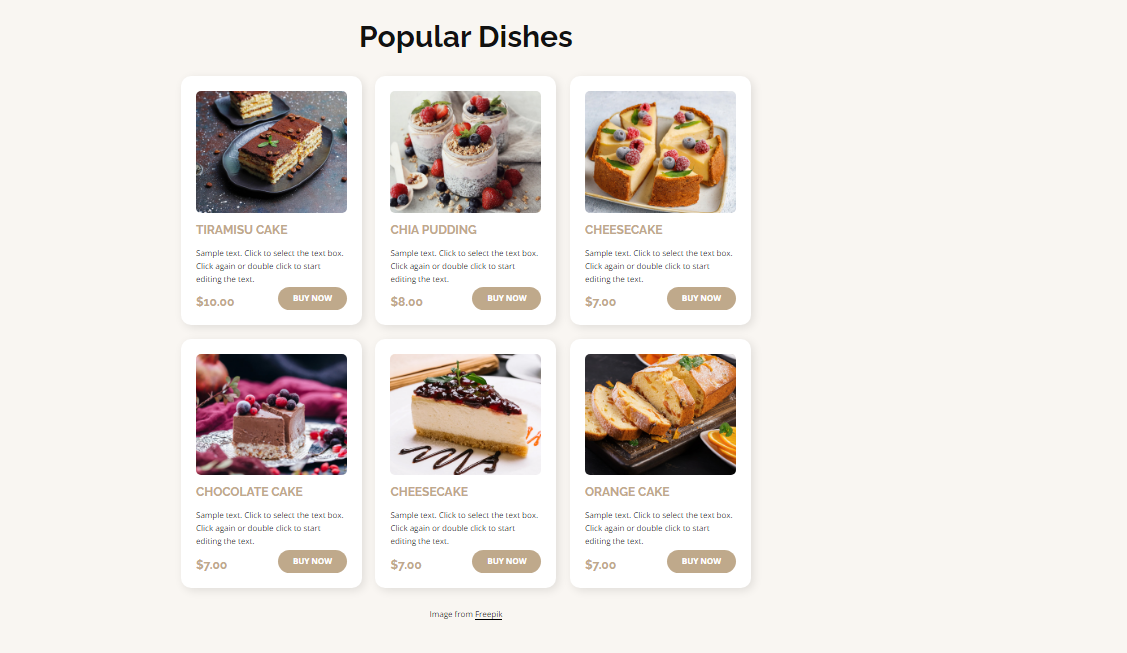 Popular Dishes
TIRAMISU CAKE
Sample text. Click to select the text box.
Click again or double click to start
editing the text.
$10.00
BUY NOW
CHIA PUDDING
Sample text. Click to select the text box.
Click again or double click to start
editing the text.
$8.00
BUY NOW
CHEESECAKE
Sample text. Click to select the text box.
Click again or double click to start
editing the text.
$7.00
BUY NOW
CHOCOLATE CAKE
Sample text. Click to select the text box.
Click again or double click to start
editing the text.
$7.00
BUY NOW
CHEESECAKE
Sample text. Click to select the text box.
Click again or double click to start
editing the text.
$7.00
BUY NOW
ORANGE CAKE
Sample text. Click to select the text box.
Click again or double click to start
editing the text.
$7.00
BUY NOW
Image from Freepik